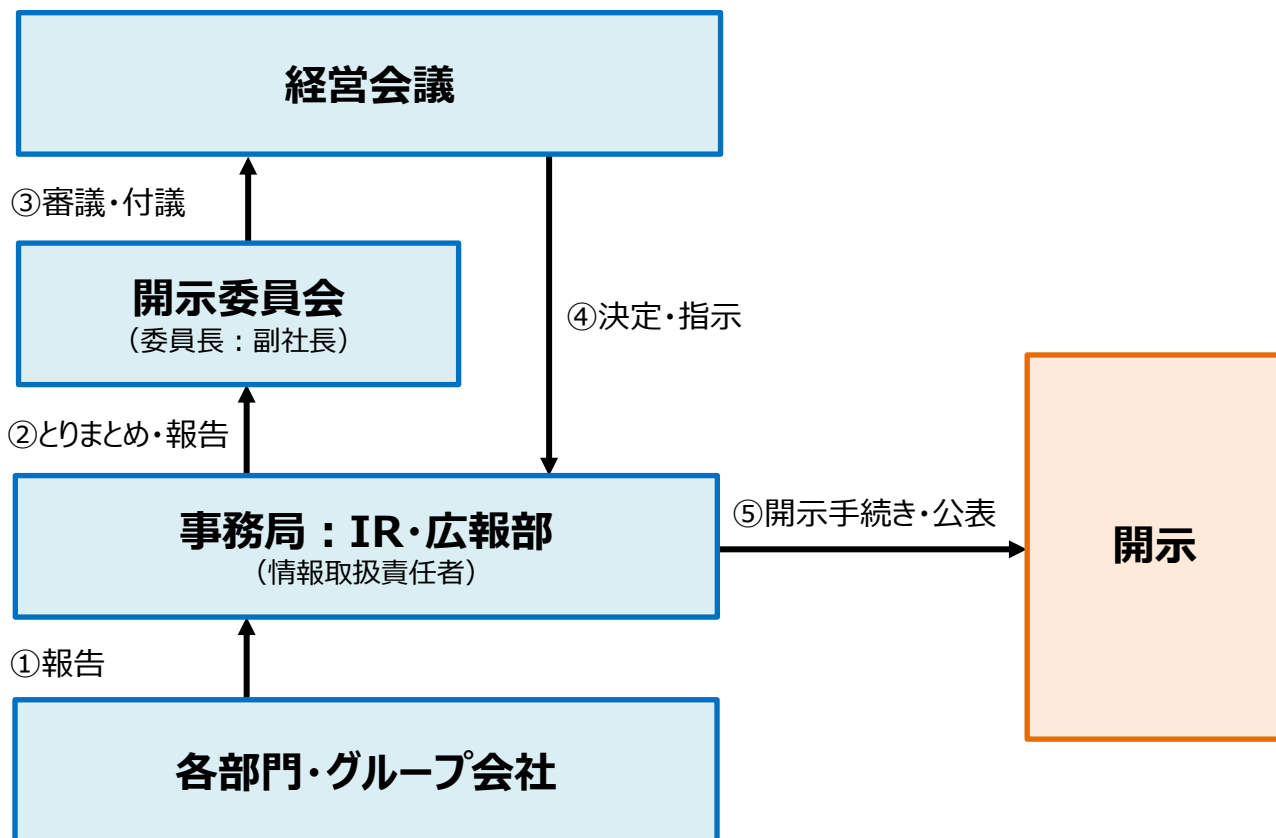 経営会議
③審議・付議
開示委員会
（委員長：副社長）
④決定・指示
②とりまとめ・報告
事務局：IR・広報部
（情報取扱責任者）
⑤開示手続き・公表
開示
①報告
各部門・グループ会社